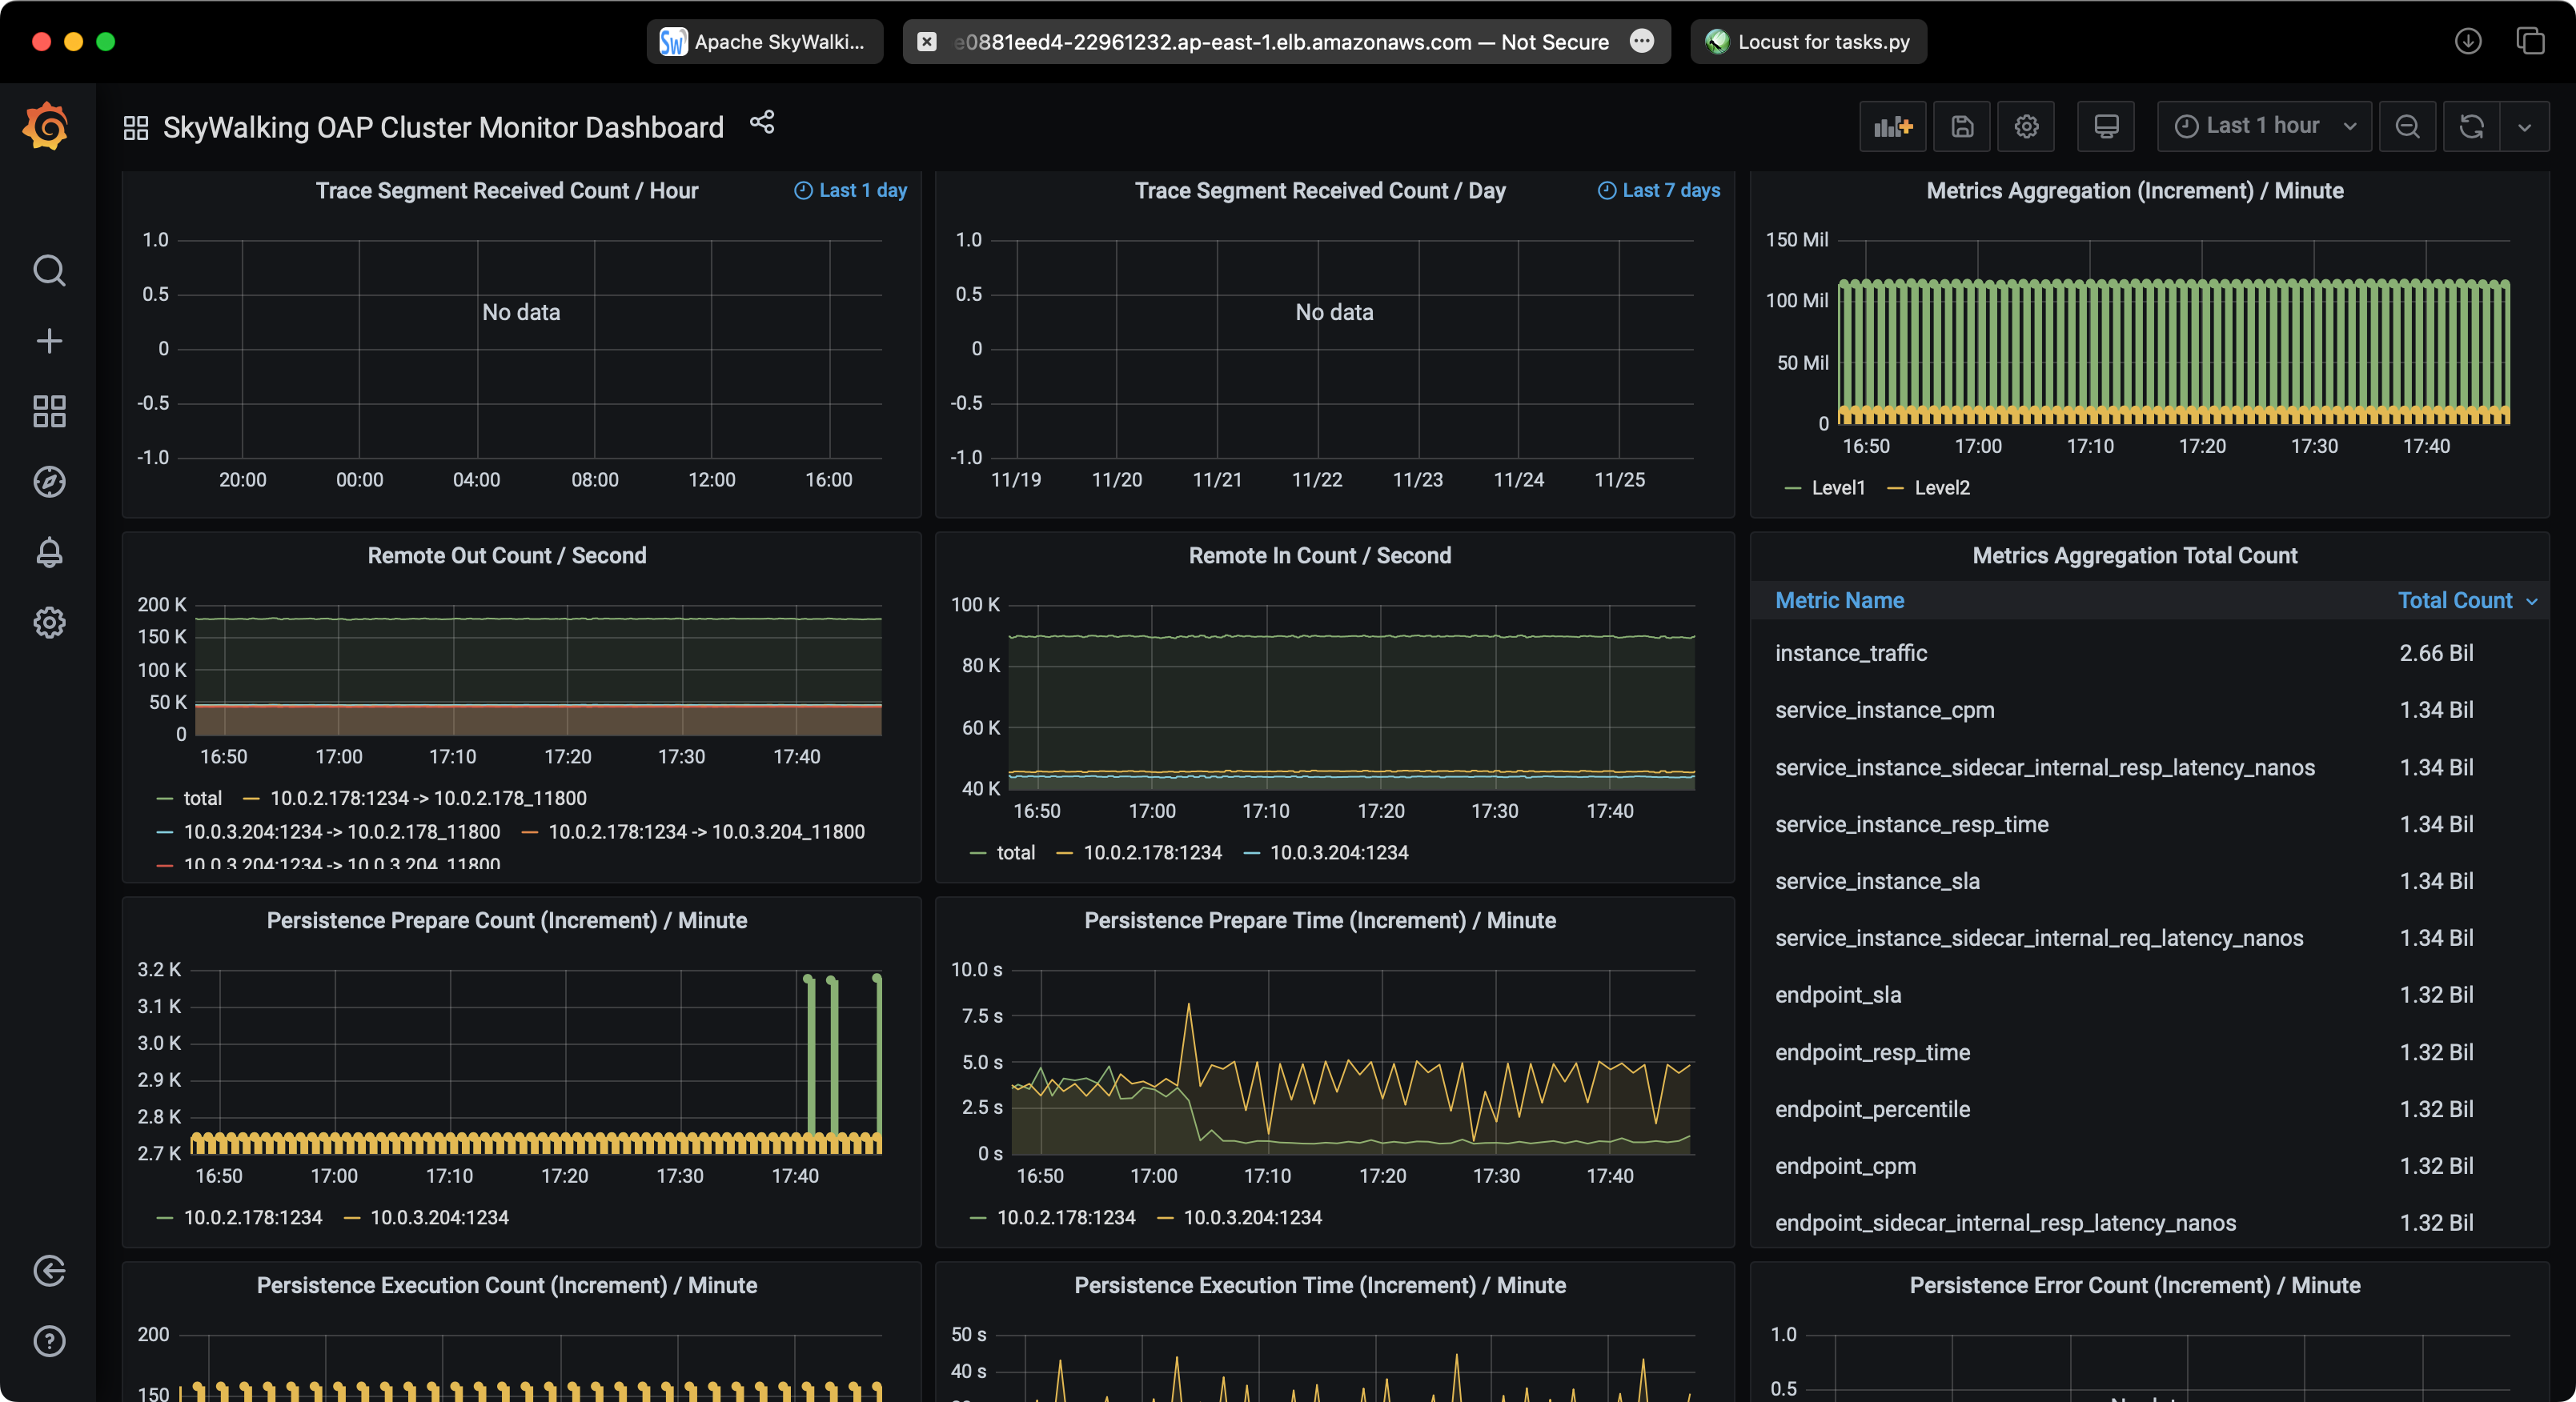 Apache SkyWalki...
e0881eed4-22961232.ap-east-1.elb.amazonaws.com — Not Secure
Locust for tasks.py
SkyWalking OAP Cluster Monitor Dashboard
Last 1 hour
Trace Segment Received Count / Hour
Last 1 day
1.0
0.5
No data
0
-0.5
-1.0
20:00 00:00 04:00 08:00 12:00 16:00
Trace Segment Received Count / Day
Last 7 days
1.0
0.5
No data
0
-0.5
-1.0
11/19 11/20 11/21 11/22 11/23 11/24 11/25
Metrics Aggregation (Increment) / Minute
150 Mil
100 Mil
50 Mil
0
16:50 17:00 17:10 17:20 17:30 17:40
Level1 Level2
Remote Out Count / Second
200 K
150 K
100 K
50 K
0
16:50 17:00 17:10 17:20 17:30 17:40
total 10.0.2.178:1234 -> 10.0.2.178_11800
10.0.3.204:1234 -> 10.0.2.178_11800 10.0.2.178:1234 -> 10.0.3.204_11800
10.0.3.204:1234 -> 10.0.3.204_11800
Remote In Count / Second
100 K
80 K
60 K
40 K
16:50 17:00 17:10 17:20 17:30 17:40
total 10.0.2.178:1234 10.0.3.204:1234
Metrics Aggregation Total Count
Metric Name Total Count
instance_traffic 2.66 Bil
service_instance_cpm 1.34 Bil
service_instance_sidecar_internal_resp_latency_nanos 1.34 Bil
service_instance_resp_time 1.34 Bil
service_instance_sla 1.34 Bil
service_instance_sidecar_internal_req_latency_nanos 1.34 Bil
endpoint_sla 1.32 Bil
endpoint_resp_time 1.32 Bil
endpoint_percentile 1.32 Bil
endpoint_cpm 1.32 Bil
endpoint_sidecar_internal_resp_latency_nanos 1.32 Bil
Persistence Prepare Count (Increment) / Minute
3.2 K
3.1 K
3.0 K
2.9 K
2.8 K
2.7 K
16:50 17:00 17:10 17:20 17:30 17:40
10.0.2.178:1234 10.0.3.204:1234
Persistence Prepare Time (Increment) / Minute
10.0 s
7.5 s
5.0 s
2.5 s
0 s
16:50 17:00 17:10 17:20 17:30 17:40
10.0.2.178:1234 10.0.3.204:1234
Persistence Execution Count (Increment) / Minute
200
150
Persistence Execution Time (Increment) / Minute
50 s
40 s
Persistence Error Count (Increment) / Minute
1.0
0.5